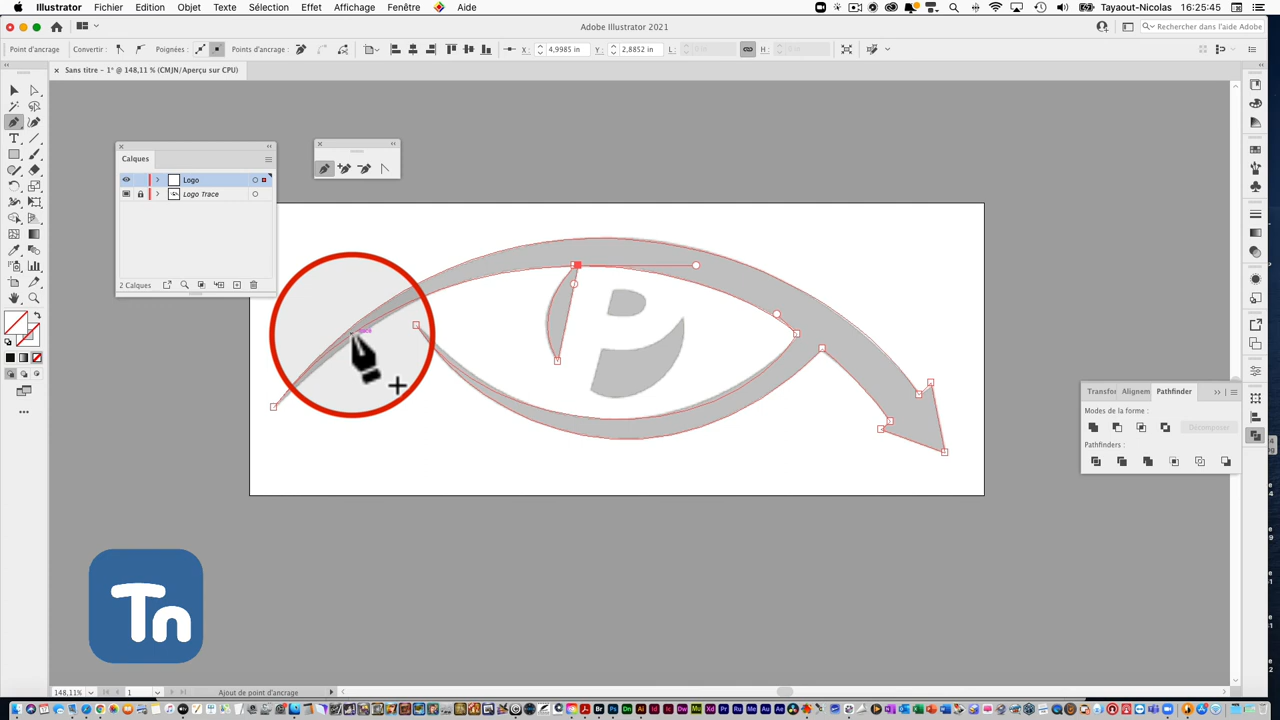 Illustrator Fichier Edition Objet Texte Sélection Effet Affichage Fenêtre Aide Tayaout-Nicolas 16:25:45
Adobe Illustrator 2021
Rechercher dans l'aide Adobe
Point d'ancrage Convertir : Poignées : Points d'ancrage : X : 4,9985 in Y : 2,8852 in L : H :
× Sans titre - 1* @ 148,11 % (CMJN/Aperçu sur CPU)
Calques
Logo
Logo Trace
2 Calques
Transfor Alignem Pathfinder
Modes de la forme :
Décomposer
Pathfinders :
Tn
148,11% 1 Ajout de point d'ancrage